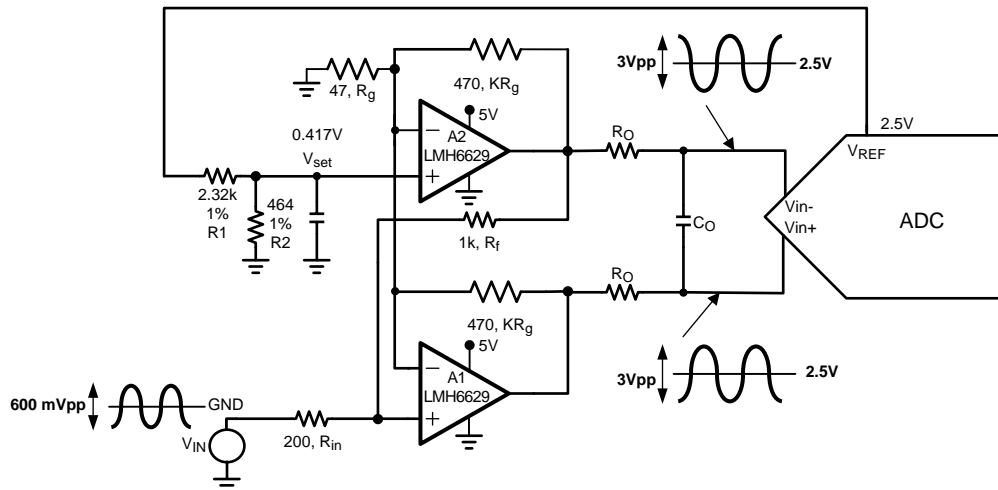 47, Rg
470, KRg
5V
A2
LMH6629
0.417V
Vset
2.32k
1%
R1
464
1%
R2
1k, Rf
RO
3Vpp
2.5V
2.5V
VREF
Vin-
Vin+
ADC
CO
RO
470, KRg
5V
A1
LMH6629
3Vpp
2.5V
600 mVpp
GND
VIN
200, Rin